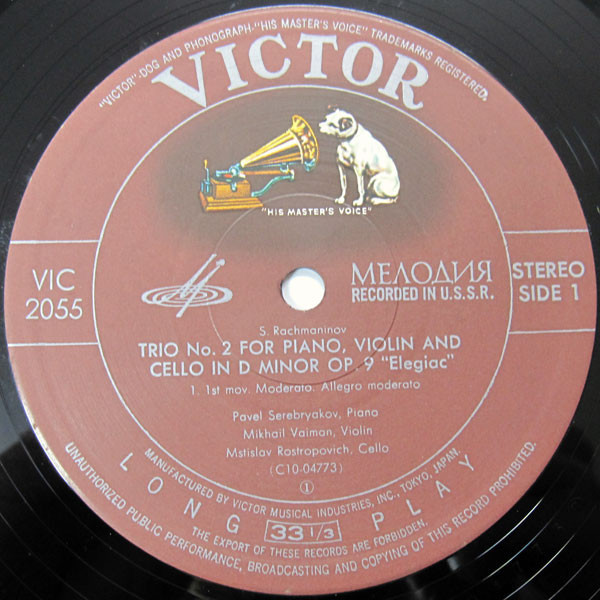 "VICTOR"-DOG AND PHONOGRAPH-"HIS MASTER'S VOICE" TRADEMARKS REGISTERED.
VICTOR
"HIS MASTER'S VOICE"
VIC
2055
МЕЛОДИЯ
RECORDED IN U.S.S.R.
STEREO
SIDE 1
S. Rachmaninov
TRIO No. 2 FOR PIANO, VIOLIN AND
CELLO IN D MINOR OP. 9 "Elegiac"
1. 1st mov. Moderato. Allegro moderato
Pavel Serebryakov, Piano
Mikhail Vaiman, Violin
Mstislav Rostropovich, Cello
(C10-04773)
1
LONG 33 1/3 PLAY
MANUFACTURED BY VICTOR MUSICAL INDUSTRIES, INC., TOKYO, JAPAN.
THE EXPORT OF THESE RECORDS ARE FORBIDDEN.
UNAUTHORIZED PUBLIC PERFORMANCE, BROADCASTING AND COPYING OF THIS RECORD PROHIBITED.